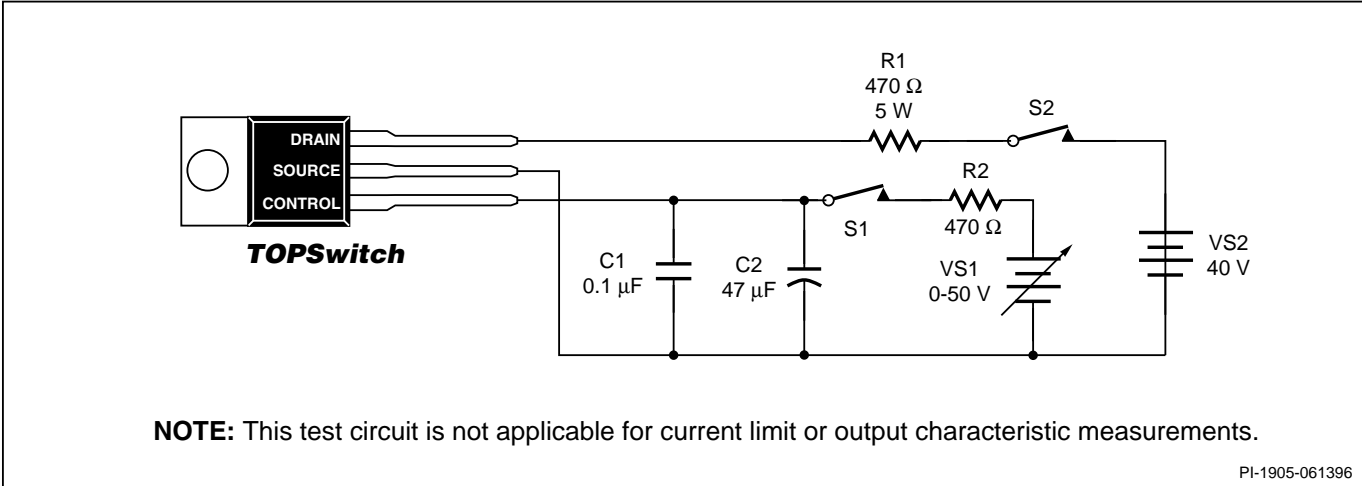 R1
470 Ω
5 W
S2
DRAIN
SOURCE
CONTROL
TOPSwitch
R2
470 Ω
S1
C1
0.1 μF
C2
47 μF
VS1
0-50 V
VS2
40 V
NOTE: This test circuit is not applicable for current limit or output characteristic measurements.
PI-1905-061396